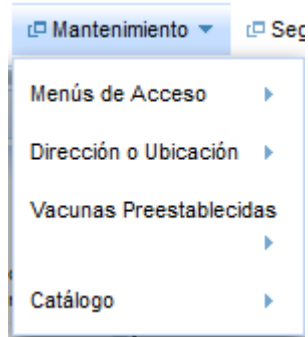 Mantenimiento Seg
Menús de Acceso
Dirección o Ubicación
Vacunas Preestablecidas
Catálogo